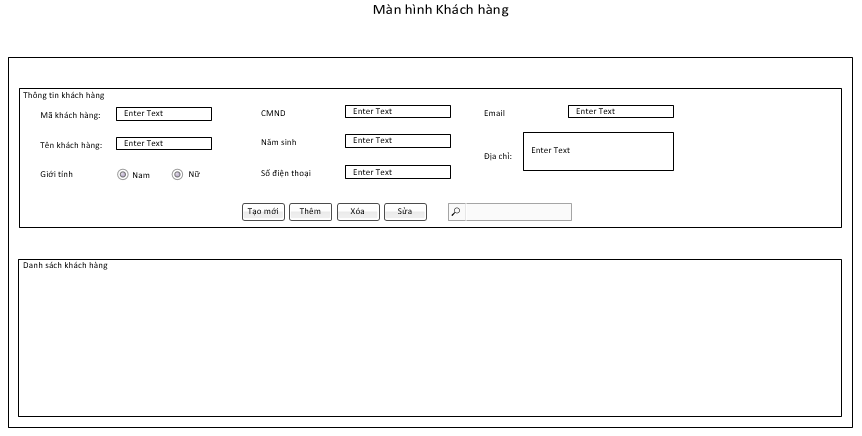 Màn hình Khách hàng
Thông tin khách hàng
Mã khách hàng: Enter Text CMND Enter Text Email Enter Text
Tên khách hàng: Enter Text Năm sinh Enter Text Địa chỉ: Enter Text
Giới tính Nam Nữ Số điện thoại Enter Text
Tạo mới Thêm Xóa Sửa
Danh sách khách hàng